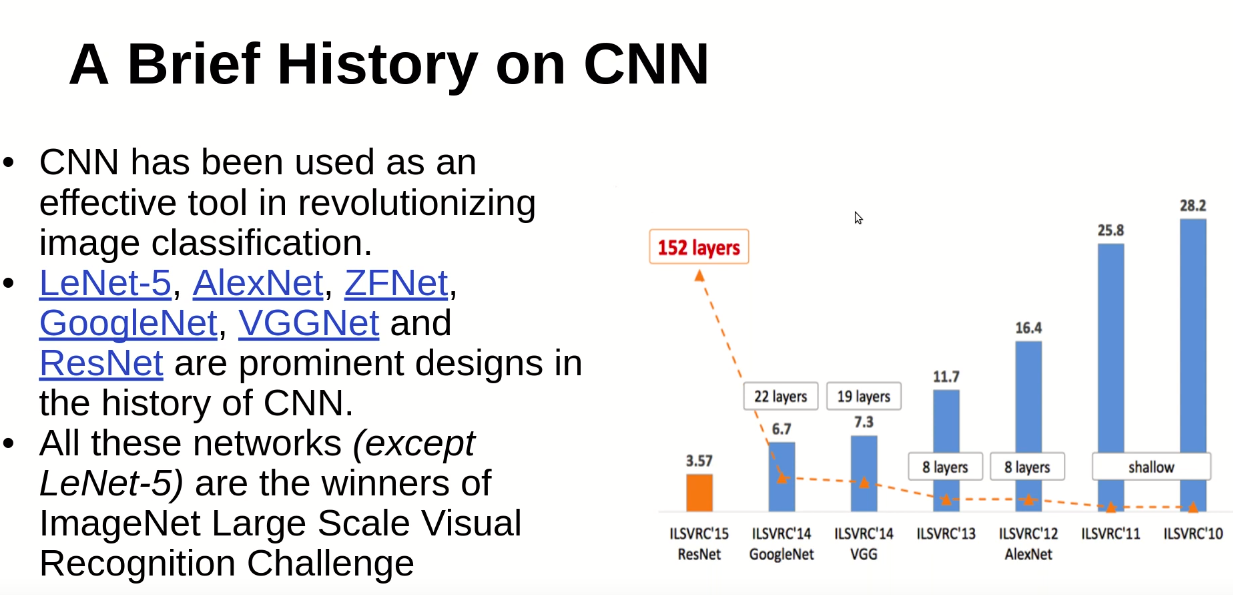 A Brief History on CNN
• CNN has been used as an
effective tool in revolutionizing
image classification.
• LeNet-5, AlexNet, ZFNet,
GoogleNet, VGGNet and
ResNet are prominent designs in
the history of CNN.
• All these networks (except
LeNet-5) are the winners of
ImageNet Large Scale Visual
Recognition Challenge
28.2
25.8
152 layers
16.4
11.7
22 layers
19 layers
6.7
7.3
3.57
8 layers
8 layers
shallow
ILSVRC'15
ResNet
ILSVRC'14
GoogleNet
ILSVRC'14
VGG
ILSVRC'13
ILSVRC'12
AlexNet
ILSVRC'11
ILSVRC'10